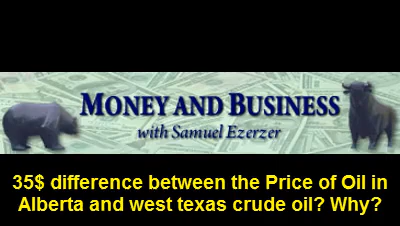 MONEY AND BUSINESS
with Samuel Ezerzer
35$ difference between the Price of Oil in
Alberta and west texas crude oil? Why?